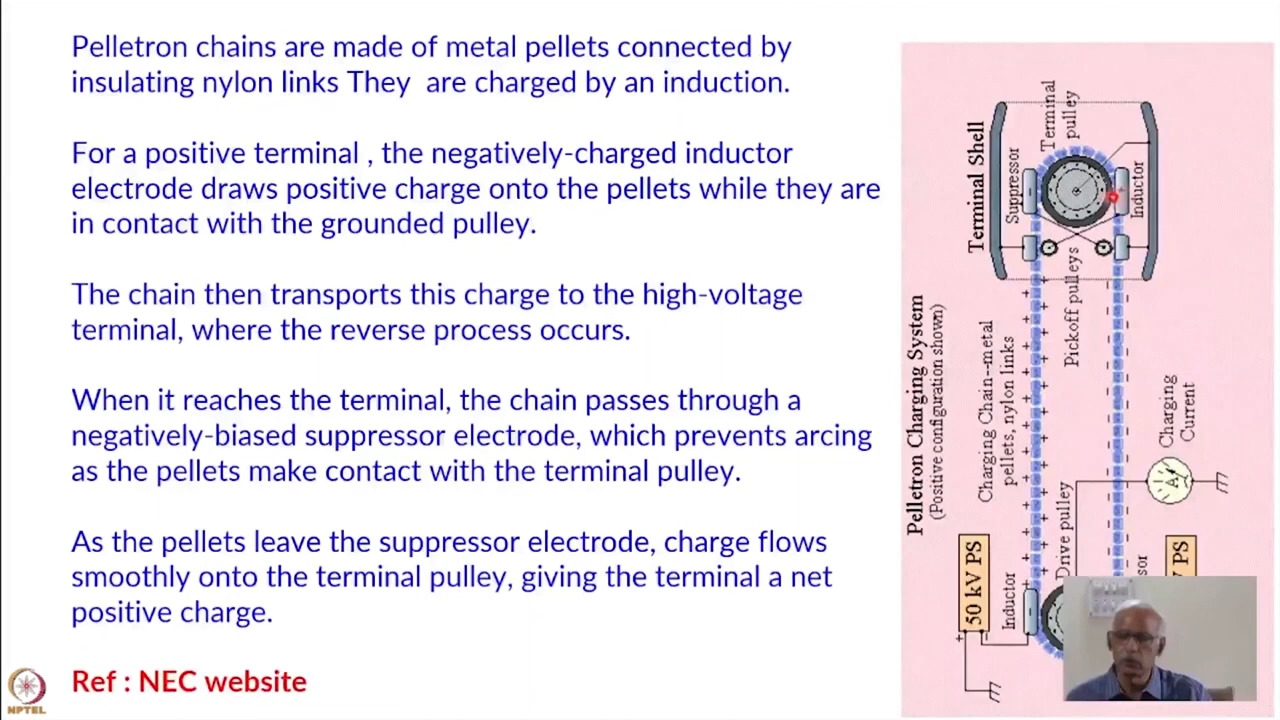 Pelletron chains are made of metal pellets connected by
insulating nylon links They  are charged by an induction.
For a positive terminal , the negatively-charged inductor
electrode draws positive charge onto the pellets while they are
in contact with the grounded pulley.
The chain then transports this charge to the high-voltage
terminal, where the reverse process occurs.
When it reaches the terminal, the chain passes through a
negatively-biased suppressor electrode, which prevents arcing
as the pellets make contact with the terminal pulley.
As the pellets leave the suppressor electrode, charge flows
smoothly onto the terminal pulley, giving the terminal a net
positive charge.
Ref : NEC website
NPTEL
Pelletron Charging System
(Positive configuration shown)
Terminal Shell
Suppressor
Terminal
pulley
Inductor
Pickoff pulleys
Charging Chain--metal
pellets, nylon links
Charging
Current
A
Drive pulley
50 kV PS
Inductor
PS